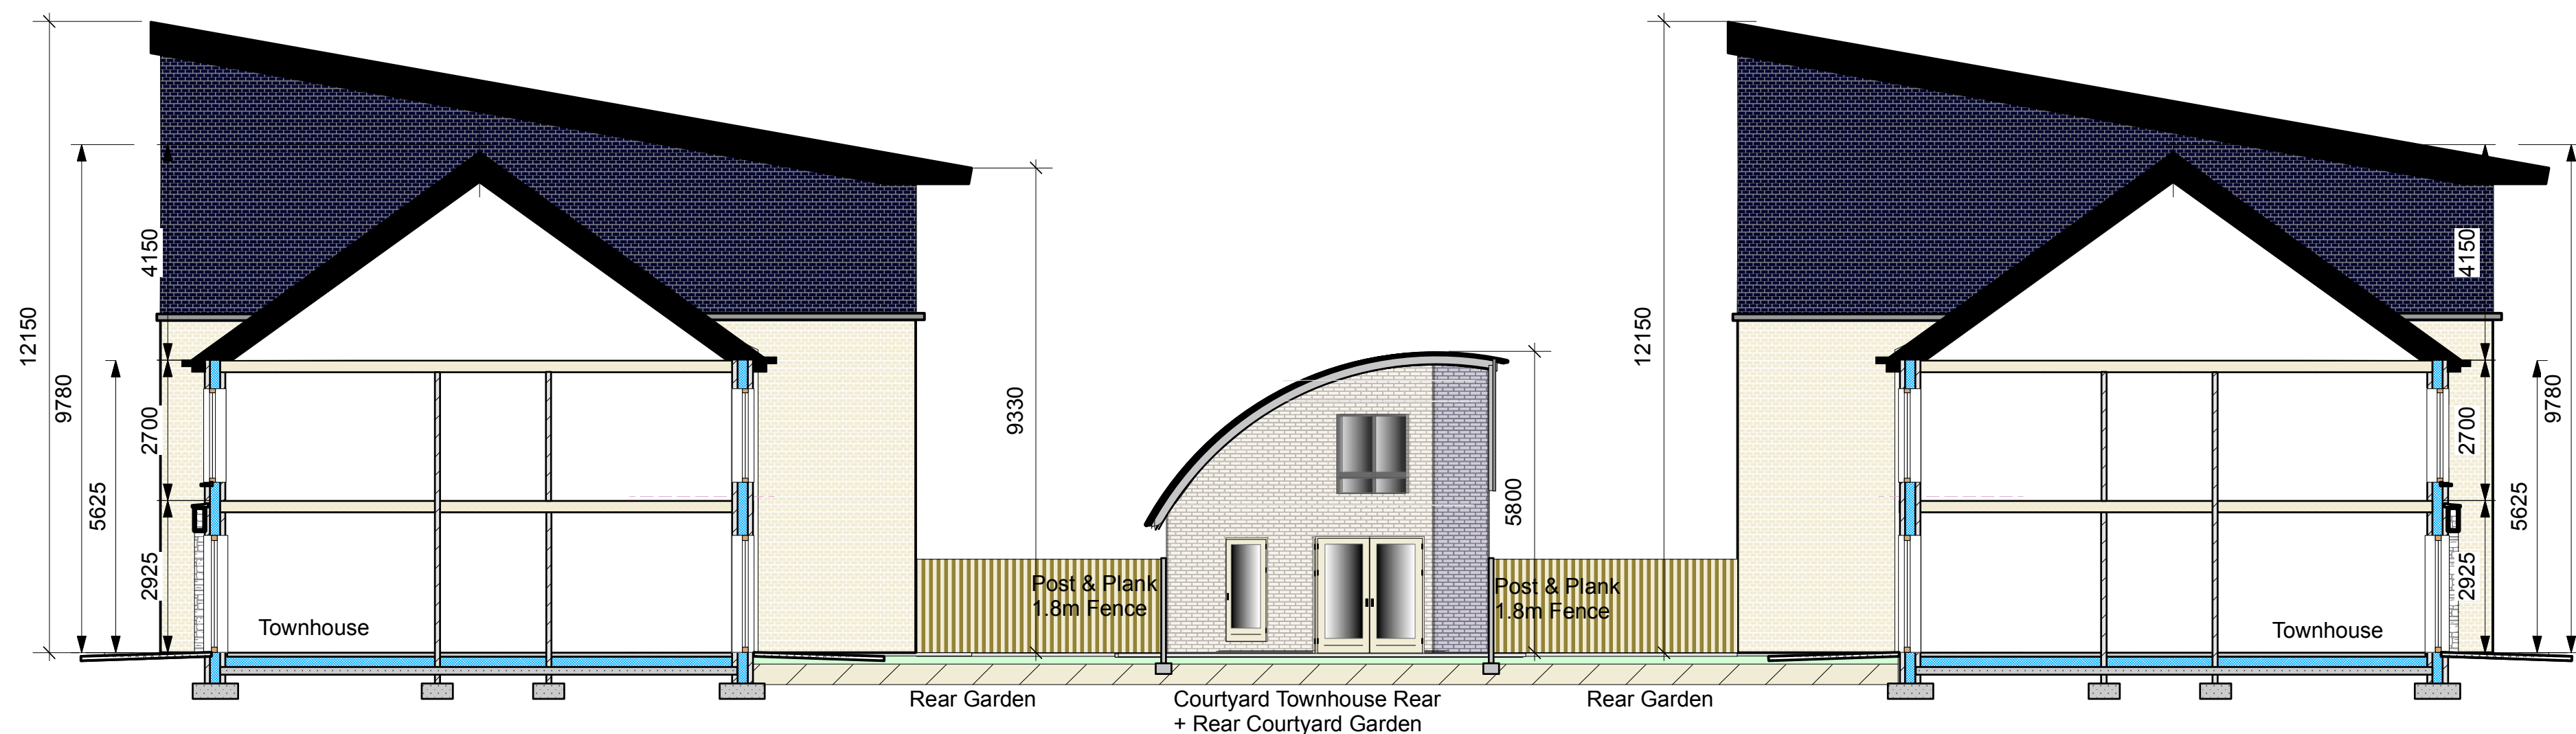 12150
9780
5625
4150
2700
2925
Townhouse
9330
Post & Plank
1.8m Fence
5800
Post & Plank
1.8m Fence
12150
Townhouse
4150
2700
2925
5625
9780
Rear Garden
Courtyard Townhouse Rear
+ Rear Courtyard Garden
Rear Garden